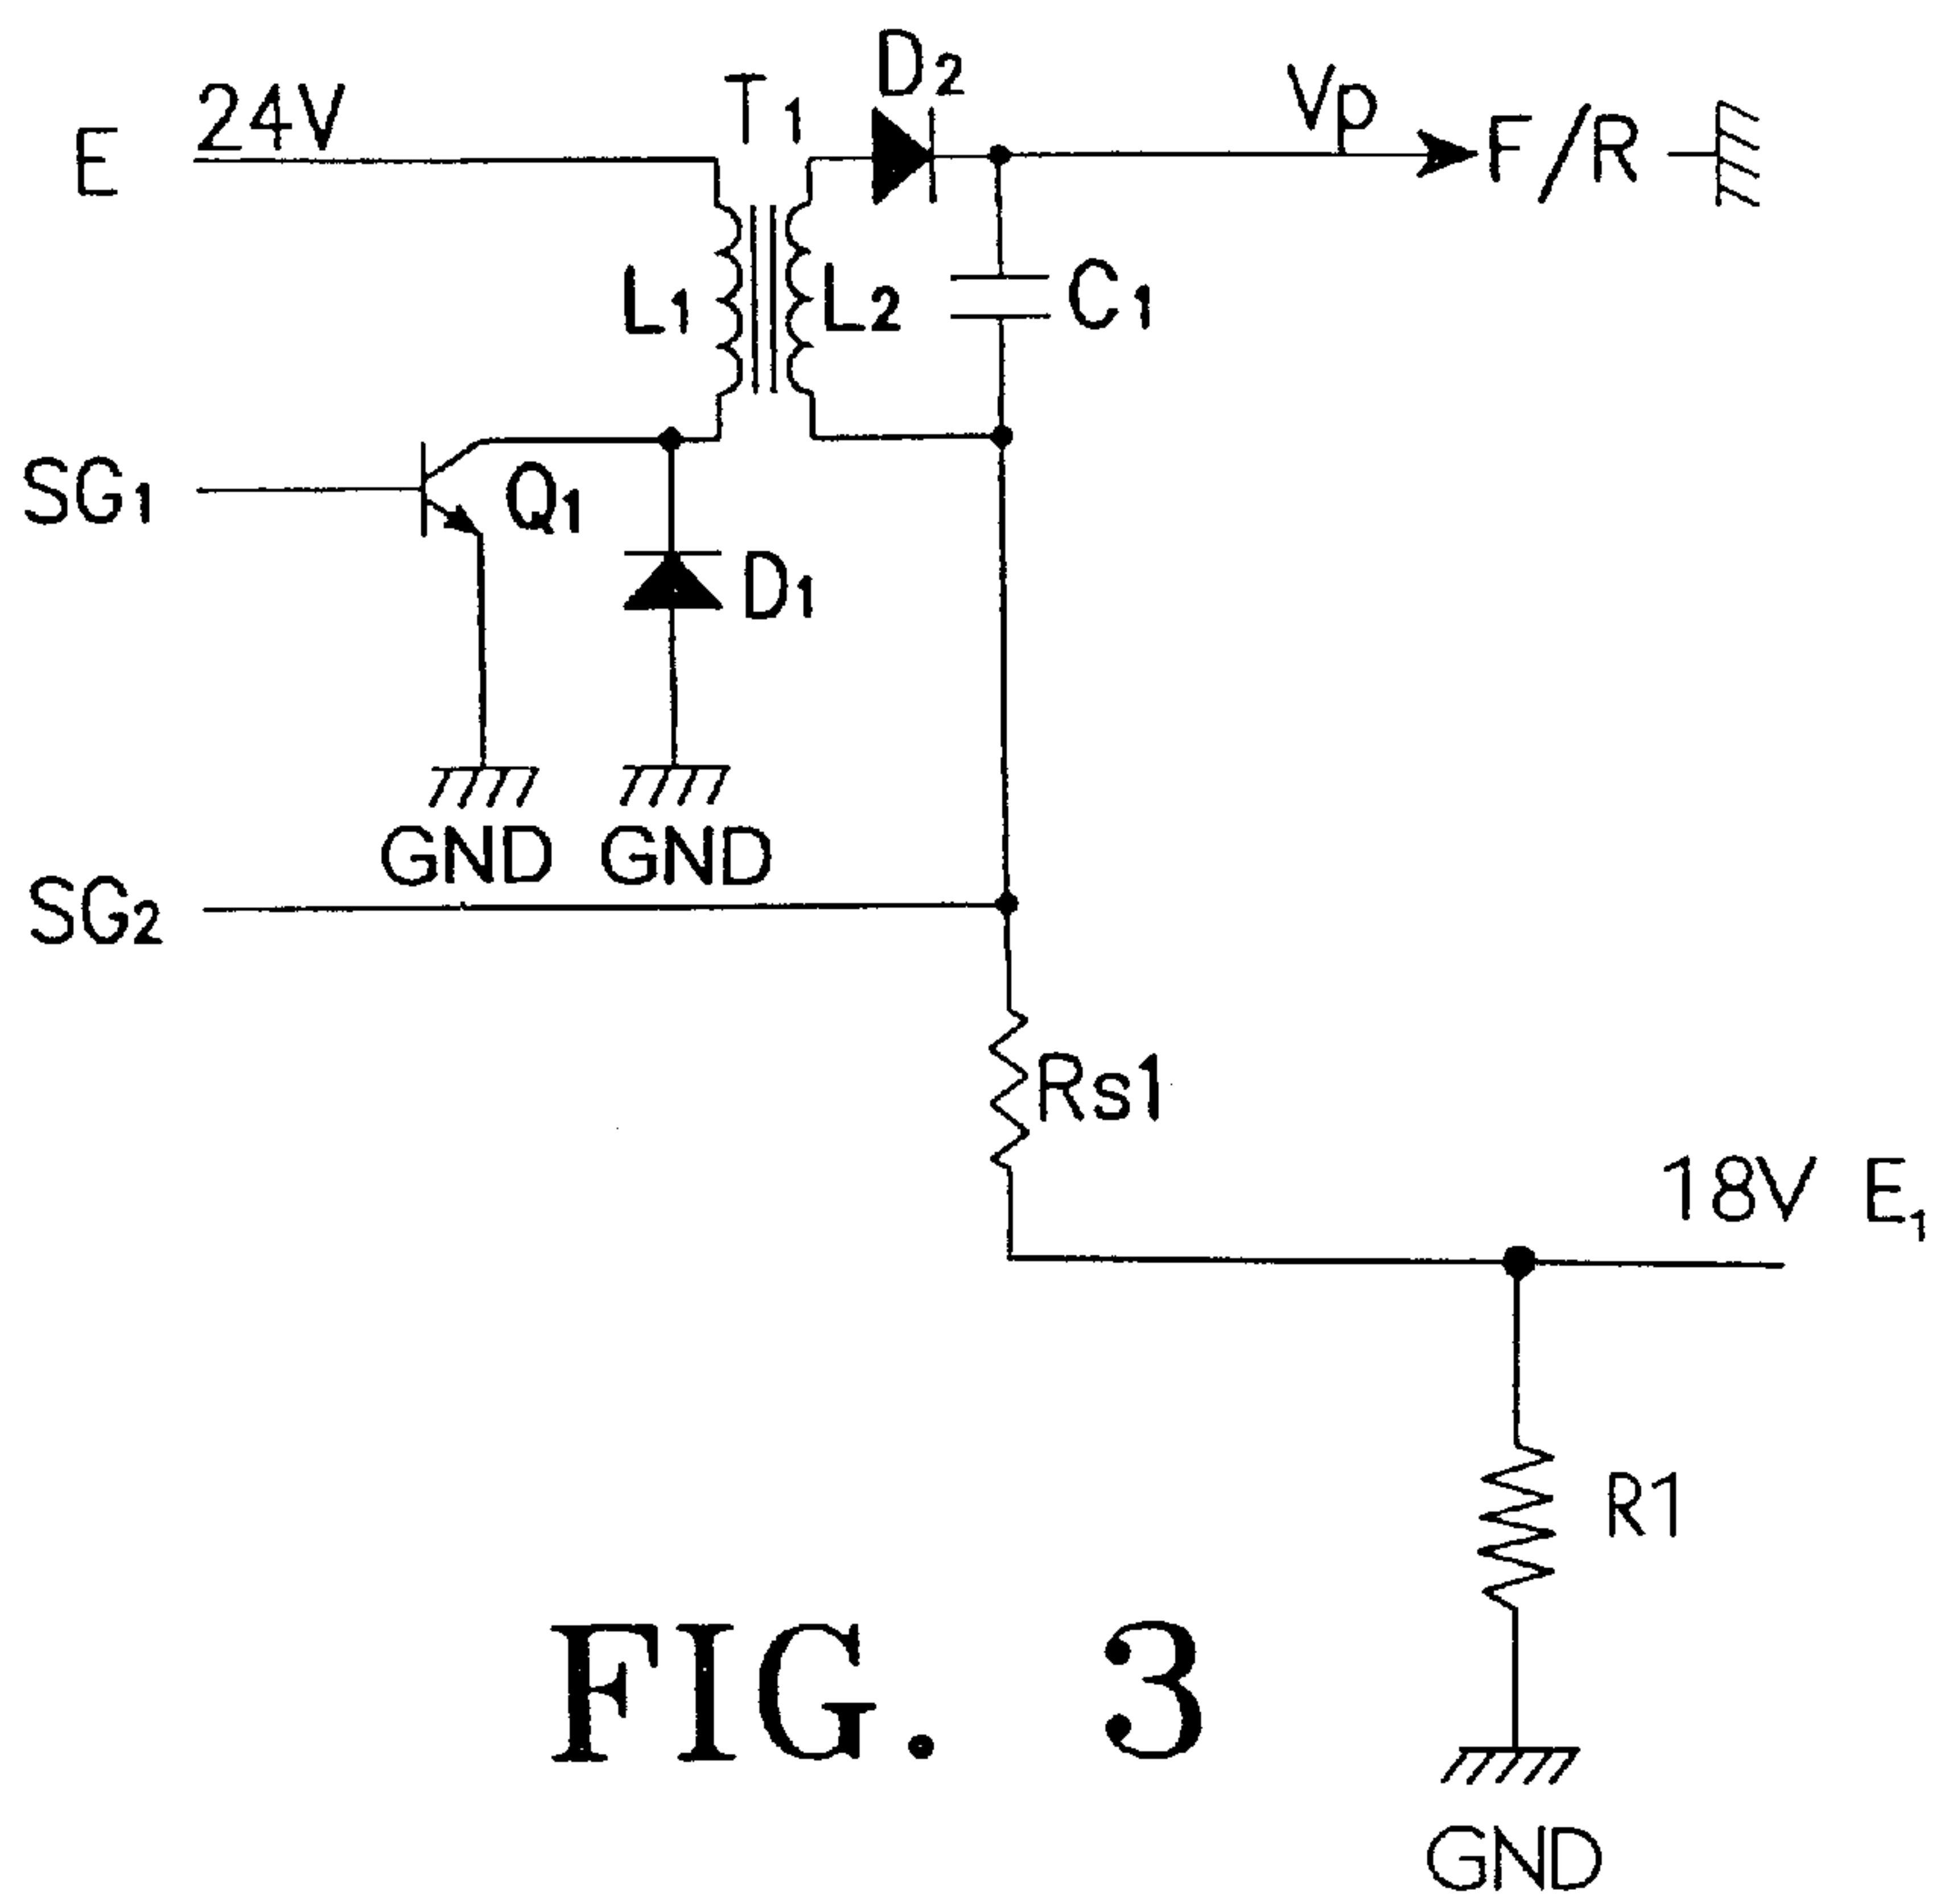 E 24V T1 D2 Vp F/R
L1 L2 C1
SG1 Q1
D1
GND GND
SG2
Rs1
18V E1
R1
FIG. 3
GND